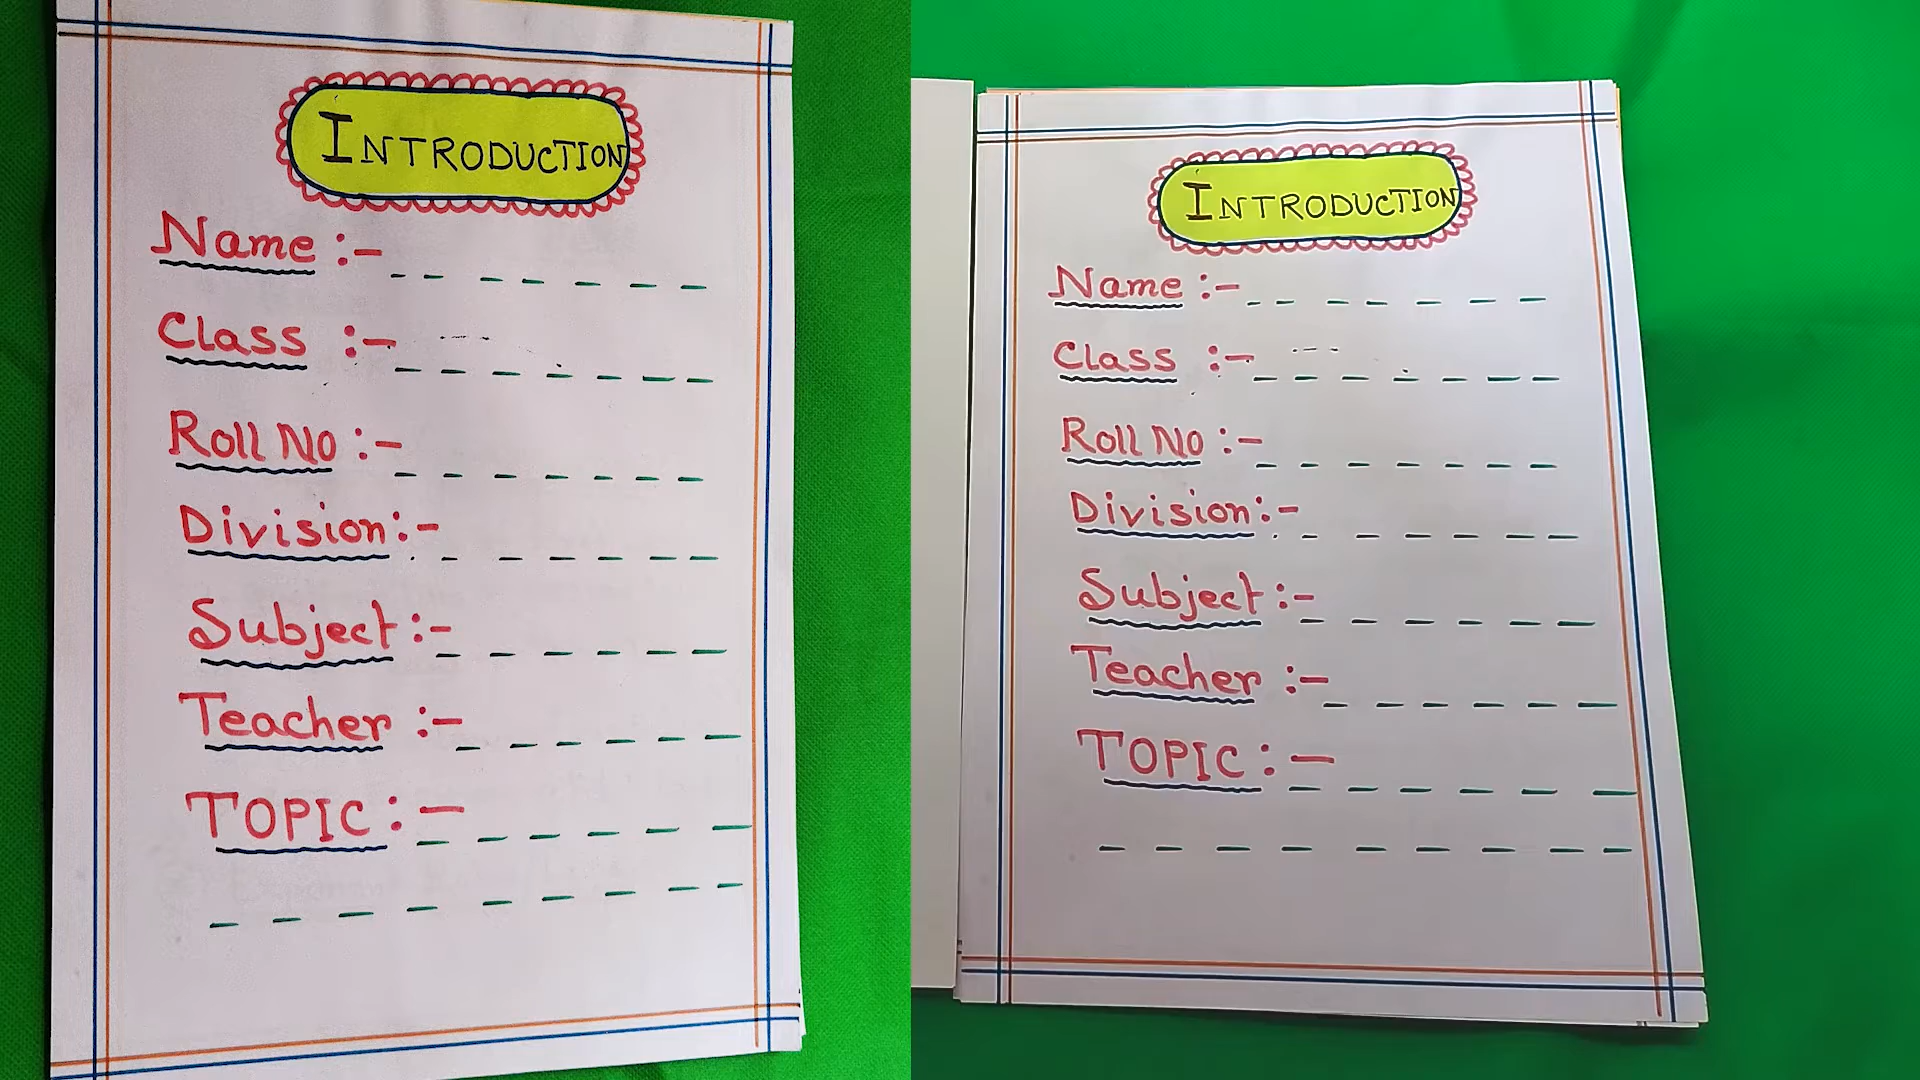 INTRODUCTION
Name :-
Class :-
Roll No :-
Division :-
Subject :-
Teacher :-
TOPIC : -
INTRODUCTION
Name :-
Class :-
Roll No :-
Division :-
Subject :-
Teacher :-
TOPIC : -